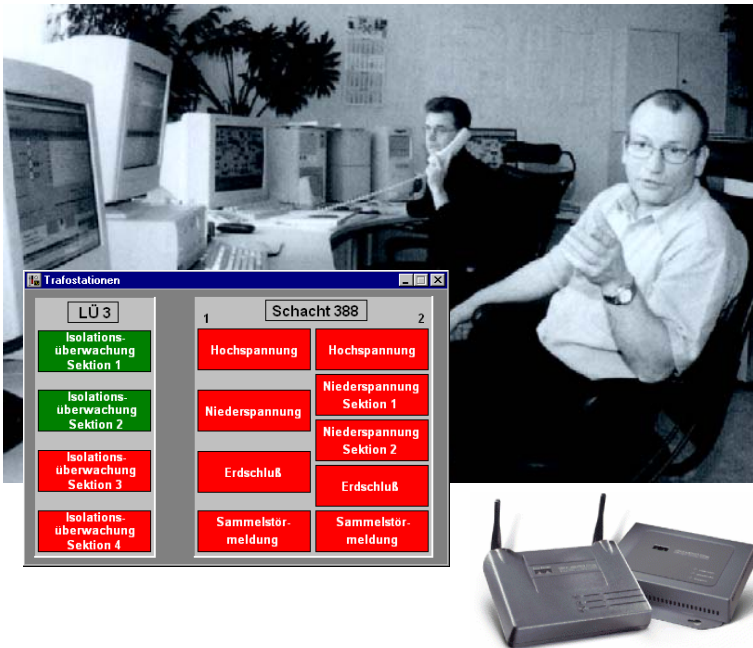 Trafostationen
LÜ 3
Isolations-
überwachung
Sektion 1
Isolations-
überwachung
Sektion 2
Isolations-
überwachung
Sektion 3
Isolations-
überwachung
Sektion 4
Schacht 388
1
2
Hochspannung
Niederspannung
Erdschluß
Sammelstör-
meldung
Hochspannung
Niederspannung
Sektion 1
Niederspannung
Sektion 2
Erdschluß
Sammelstör-
meldung